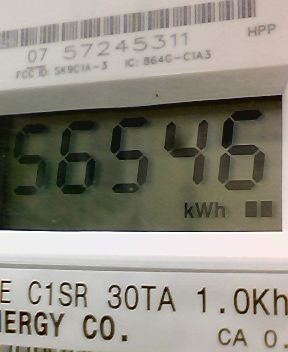 HPP
07 57245311
FCC ID: SK9C1A-3 IC: 864G-C1A3
56546
kWh
E C1SR 30TA 1.0Kh
NERGY CO.
CA 0.